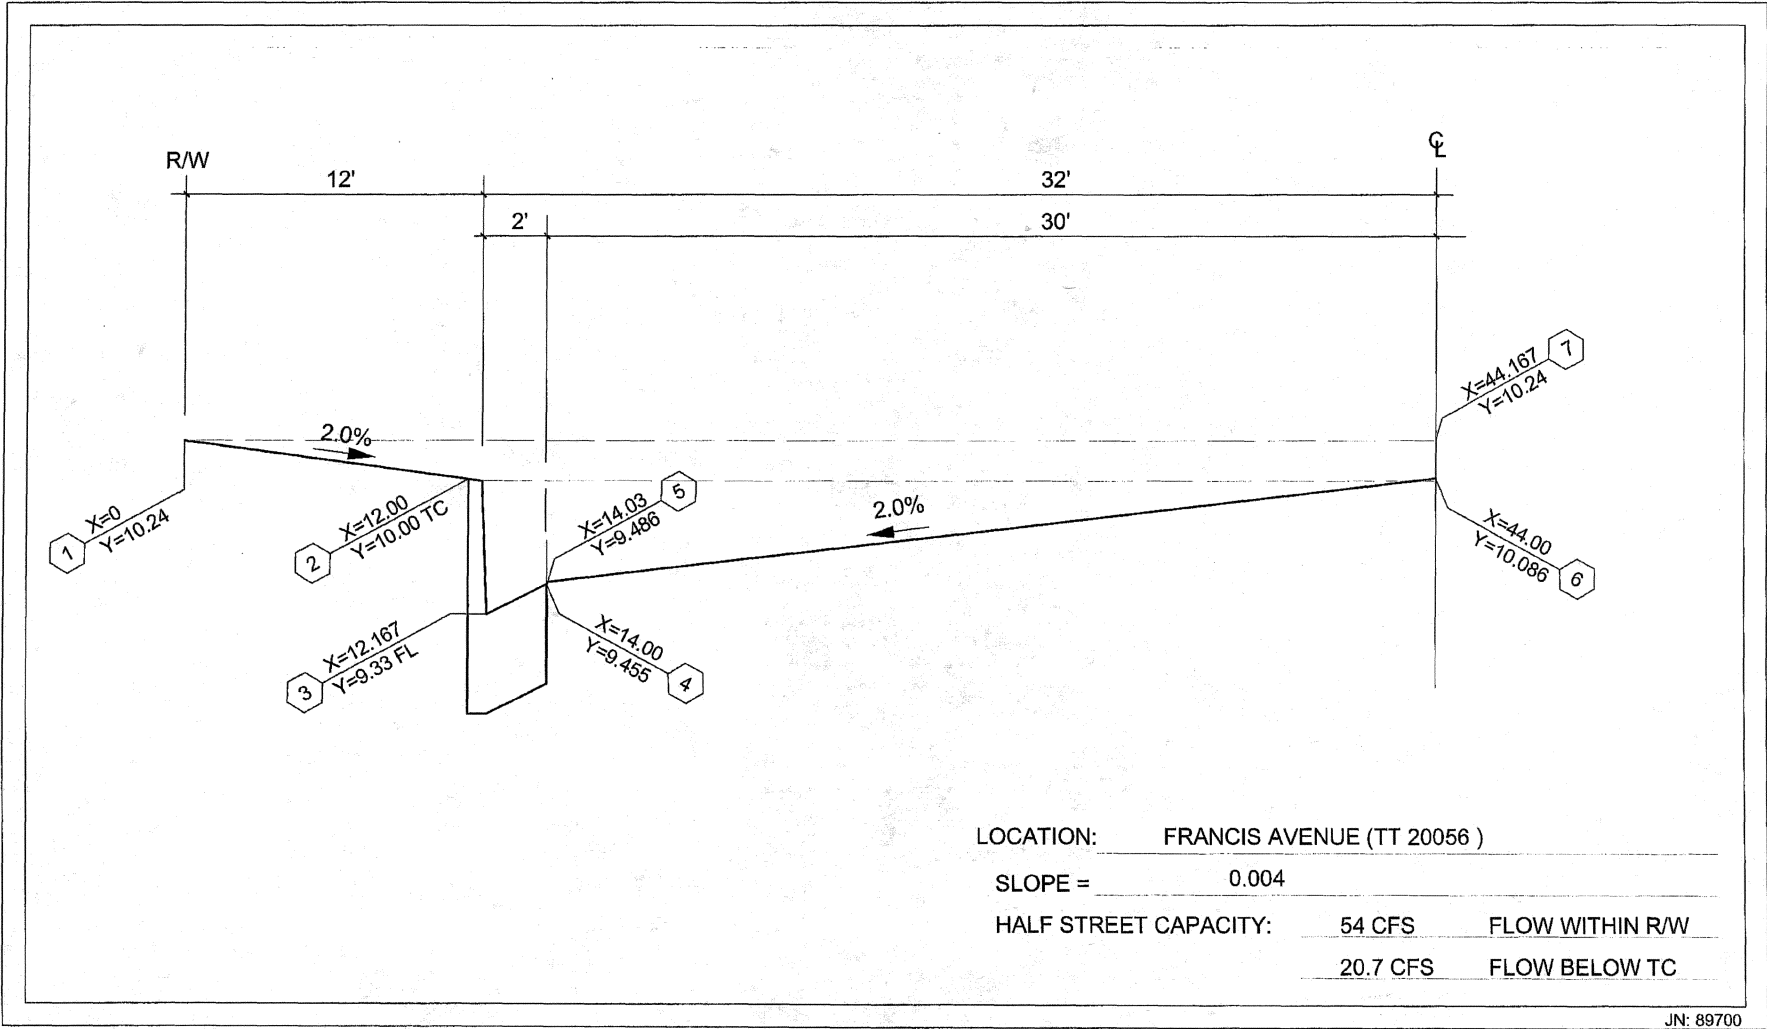 R/W
℄
12'
32'
2'
30'
X=44.167
Y=10.24
7
2.0%
X=0
Y=10.24
1
X=12.00
Y=10.00 TC
2
X=14.03
Y=9.486
5
2.0%
X=44.00
Y=10.086
6
X=12.167
Y=9.33 FL
3
X=14.00
Y=9.455
4
LOCATION: FRANCIS AVENUE (TT 20056 )
SLOPE = 0.004
HALF STREET CAPACITY: 54 CFS FLOW WITHIN R/W
20.7 CFS FLOW BELOW TC
JN: 89700